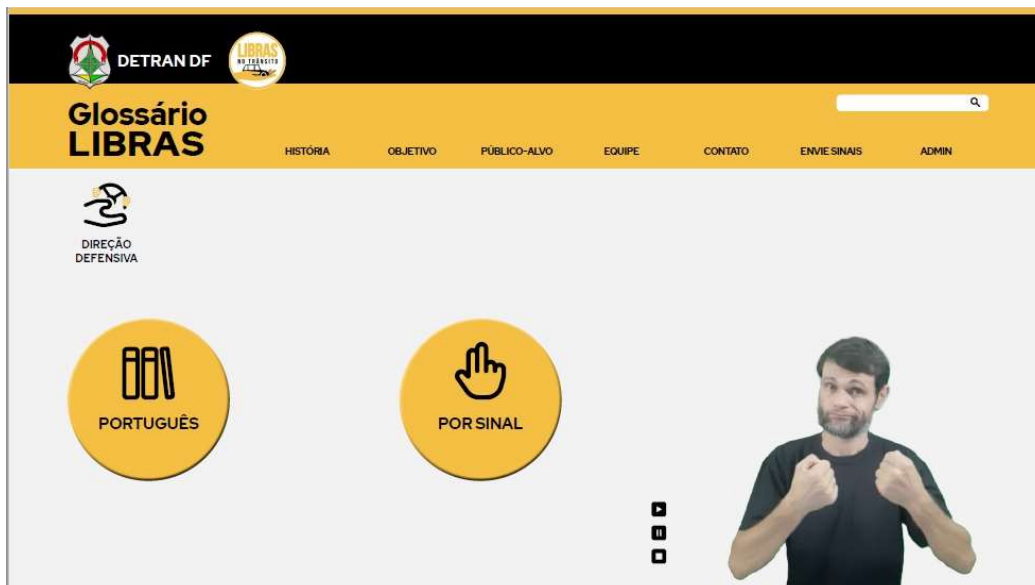 DETRAN DF
LIBRAS
NO TRÂNSITO
Glossário
LIBRAS
HISTÓRIA OBJETIVO PÚBLICO-ALVO EQUIPE CONTATO ENVIE SINAIS ADMIN
DIREÇÃO
DEFENSIVA
PORTUGUÊS
POR SINAL